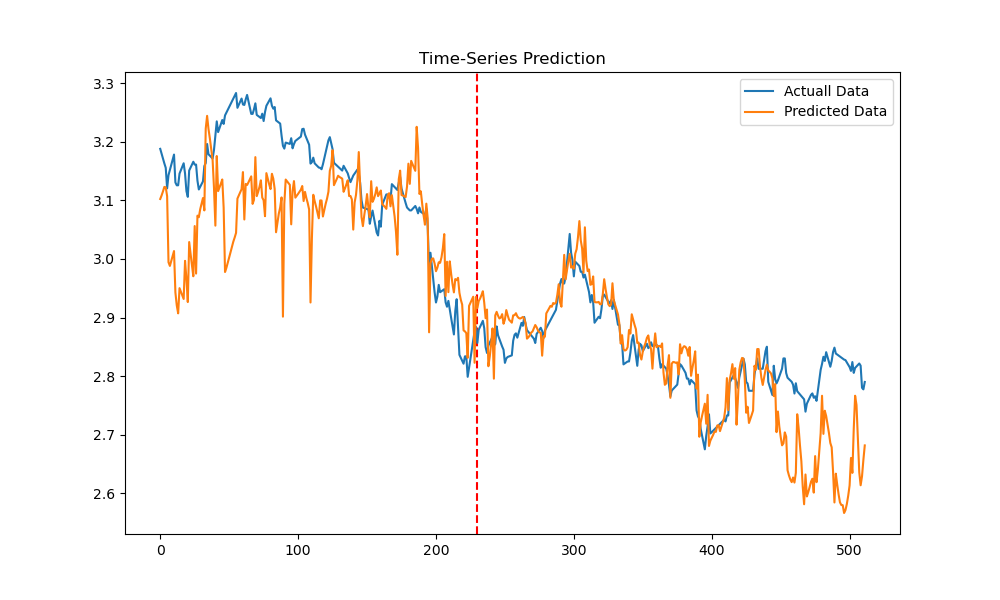 Time-Series Prediction
Actuall Data
Predicted Data
3.3
3.2
3.1
3.0
2.9
2.8
2.7
2.6
0 100 200 300 400 500